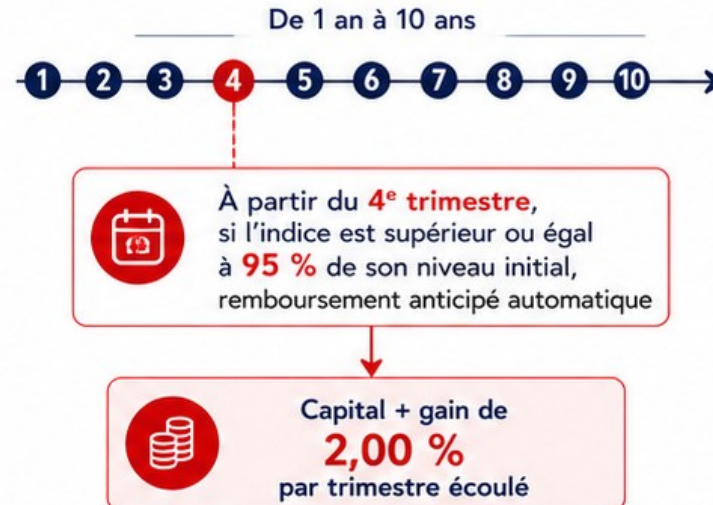 De 1 an à 10 ans
1 2 3 4 5 6 7 8 9 10
À partir du 4e trimestre,
si l'indice est supérieur ou égal
à 95 % de son niveau initial,
remboursement anticipé automatique
Capital + gain de
2,00 %
par trimestre écoulé